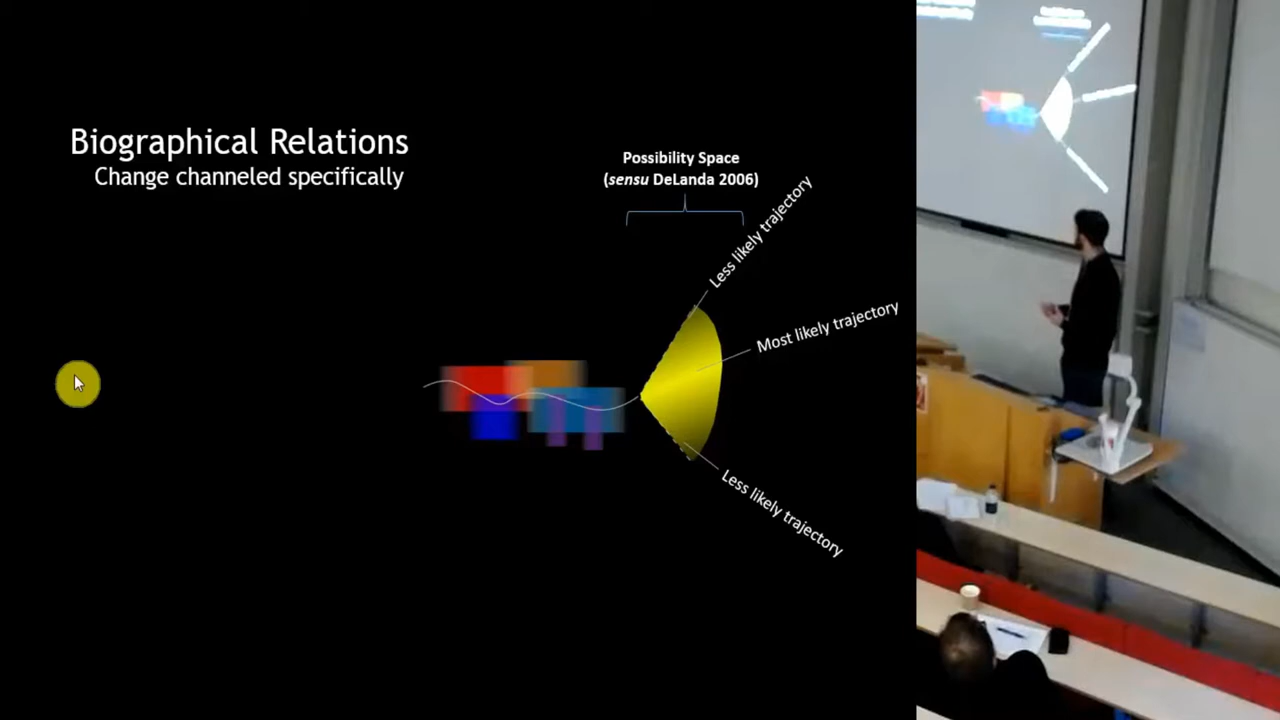 Biographical Relations
Change channeled specifically
Possibility Space
(sensu DeLanda 2006)
Less likely trajectory
Most likely trajectory
Less likely trajectory